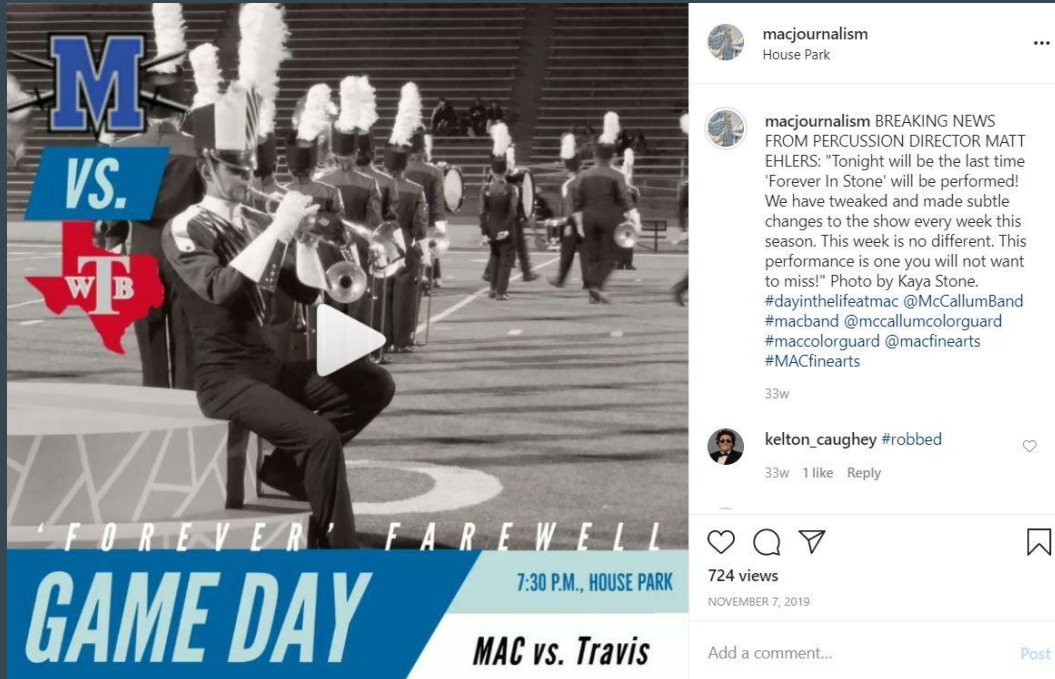 M
VS.
WTB
'FOREVER' FAREWELL
GAME DAY
7:30 P.M., HOUSE PARK
MAC vs. Travis
macjournalism
House Park
macjournalism BREAKING NEWS
FROM PERCUSSION DIRECTOR MATT
EHLERS: "Tonight will be the last time
'Forever In Stone' will be performed!
We have tweaked and made subtle
changes to the show every week this
season. This week is no different. This
performance is one you will not want
to miss!" Photo by Kaya Stone.
#dayinthelifeatmac @McCallumBand
#macband @mccallumcolorguard
#maccolorguard @macfinearts
#MACfinearts
33w
kelton_caughey #robbed
33w 1 like Reply
724 views
NOVEMBER 7, 2019
Add a comment... Post